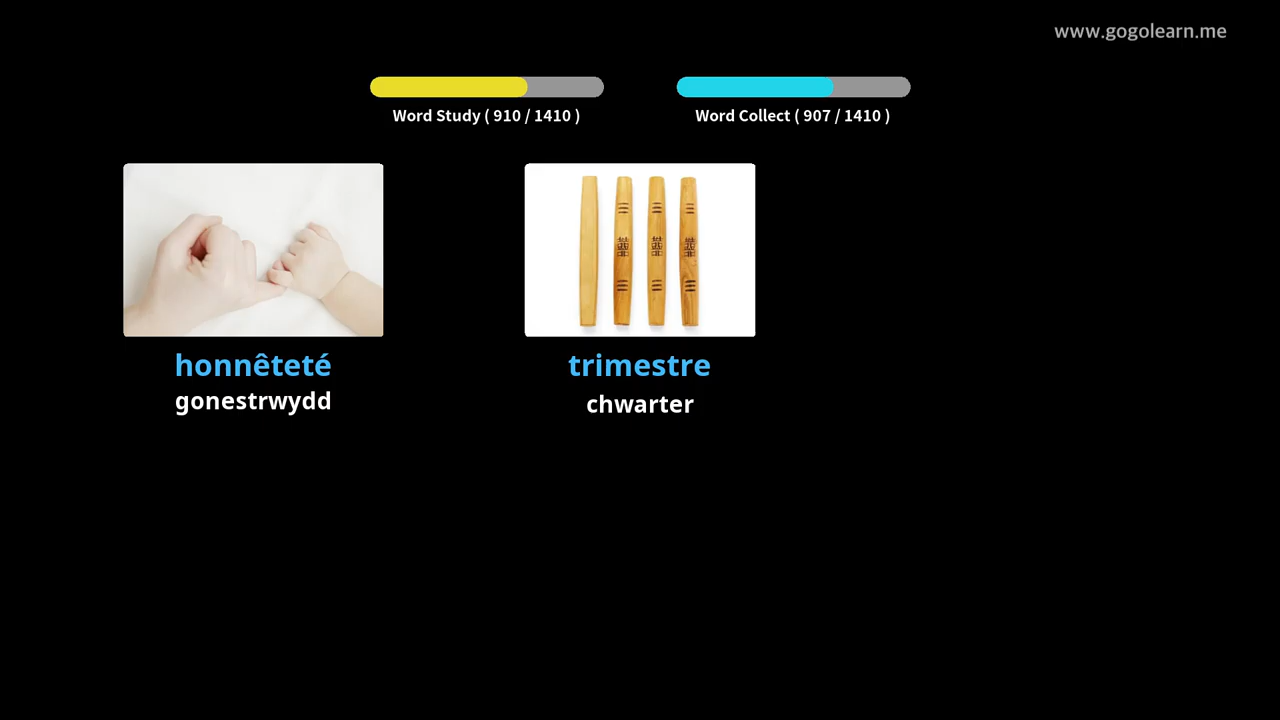 www.gogolearn.me
Word Study ( 910 / 1410 )
Word Collect ( 907 / 1410 )
honnêteté
gonestrwydd
trimestre
chwarter